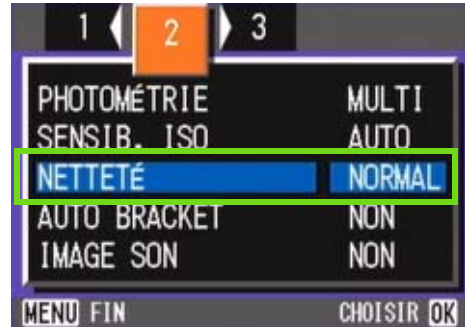 1 2 3
PHOTOMÉTRIE MULTI
SENSIB. ISO AUTO
NETTETÉ NORMAL
AUTO BRACKET NON
IMAGE SON NON
MENU FIN CHOISIR OK